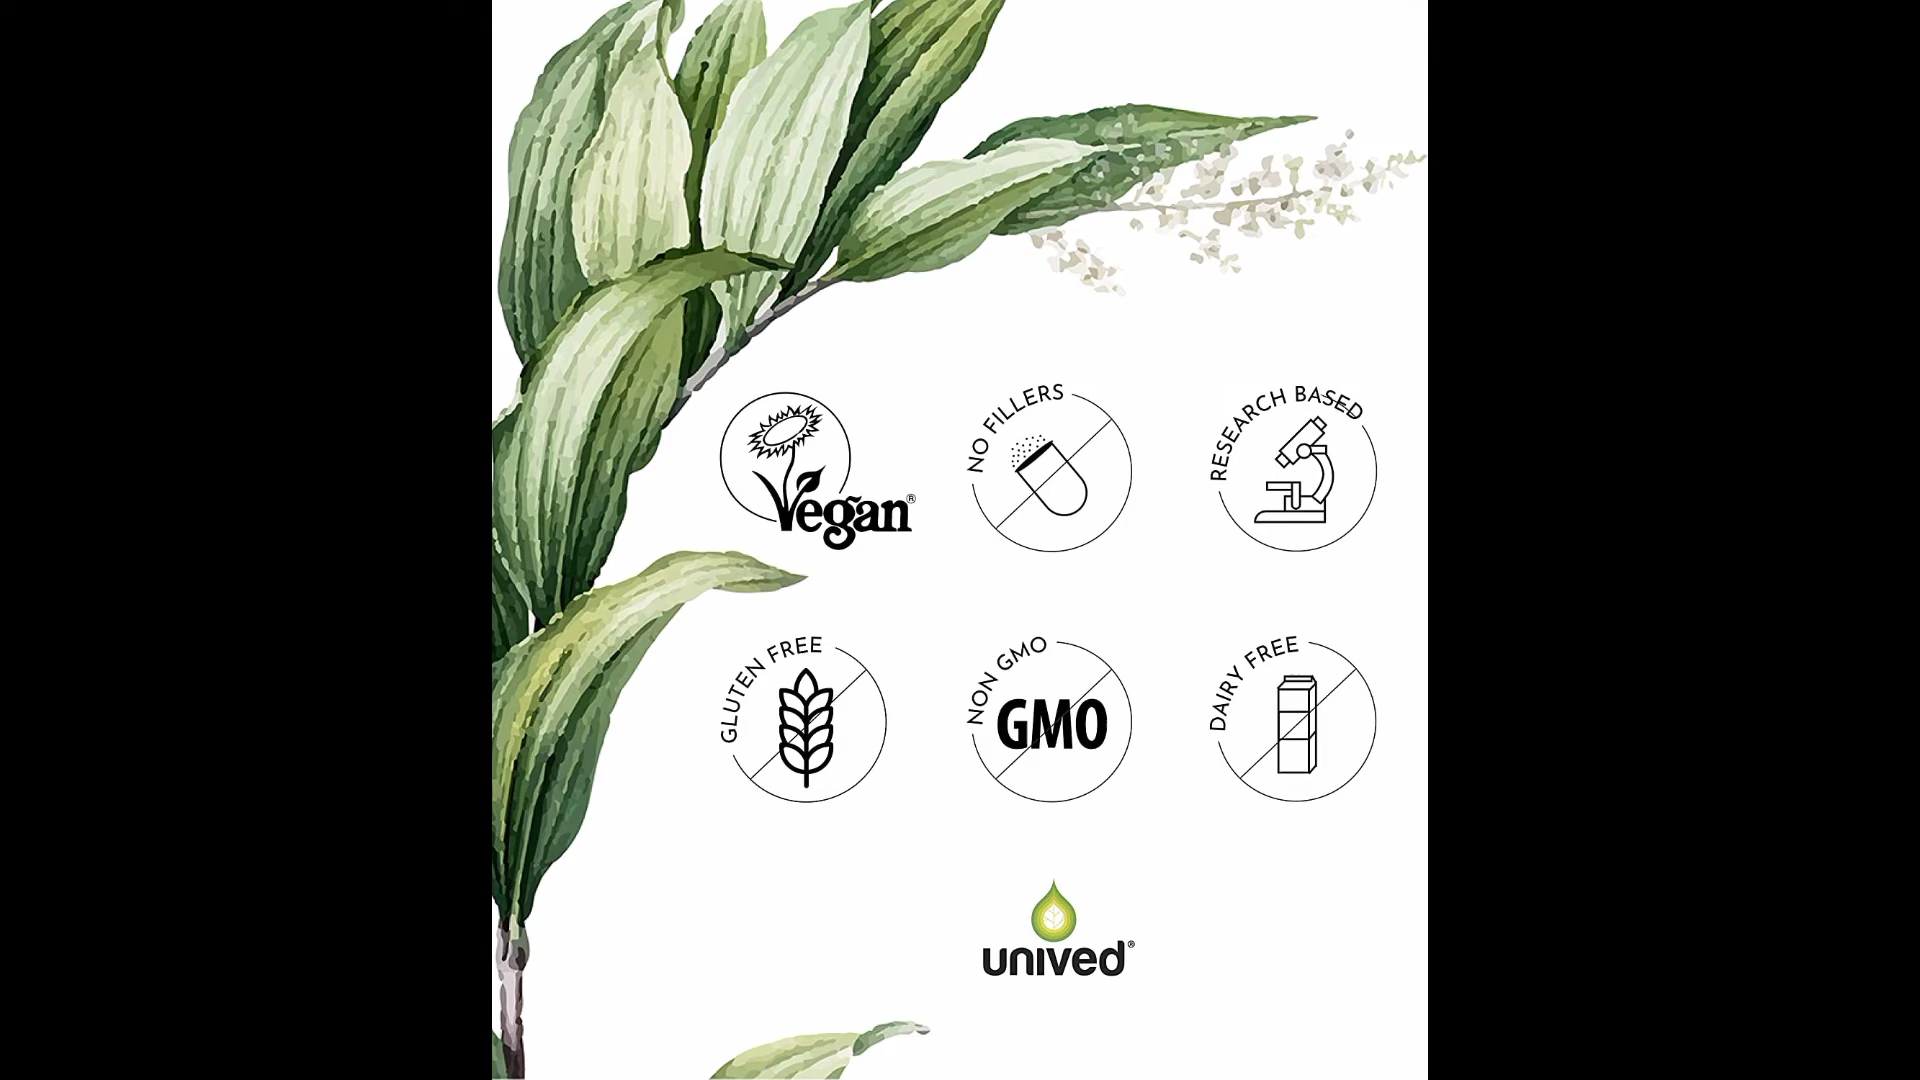 Vegan®
NO FILLERS
RESEARCH BASED
GLUTEN FREE
NON GMO
GMO
DAIRY FREE
unived®